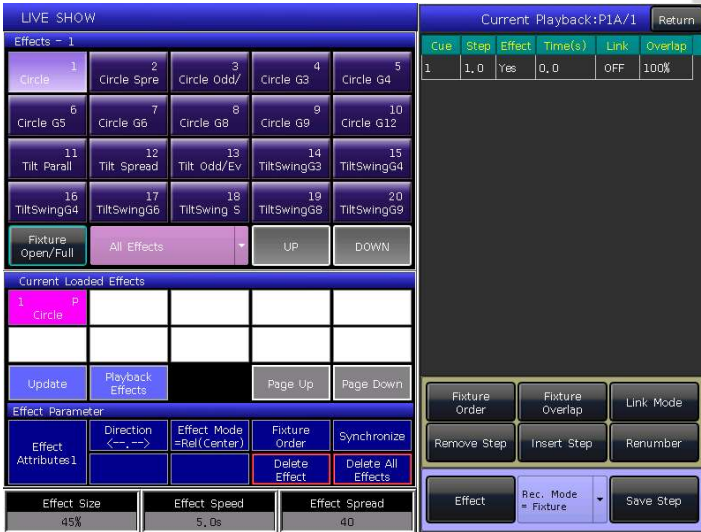 LIVE SHOW
Effects - 1
1
Circle
2
Circle Spre
3
Circle Odd/
4
Circle G3
5
Circle G4
6
Circle G5
7
Circle G6
8
Circle G8
9
Circle G9
10
Circle G12
11
Tilt Parall
12
Tilt Spread
13
Tilt Odd/Ev
14
TiltSwingG3
15
TiltSwingG4
16
TiltSwingG4
17
TiltSwingG6
18
TiltSwing S
19
TiltSwingG8
20
TiltSwingG9
Fixture
Open/Full
All Effects
UP
DOWN
Current Loaded Effects
1 P
Circle
Update
Playback
Effects
Page Up
Page Down
Effect Parameter
Effect
Attributes1
Direction
<--.-->
Effect Mode
=Rel(Center)
Fixture
Order
Synchronize
Delete
Effect
Delete All
Effects
Effect Size
45%
Effect Speed
5.0s
Effect Spread
40
Current Playback:P1A/1
Return
Cue Step Effect Time(s) Link Overlap
1 1.0 Yes 0.0 OFF 100%
Fixture
Order
Fixture
Overlap
Link Mode
Remove Step
Insert Step
Renumber
Effect
Rec. Mode
= Fixture
Save Step